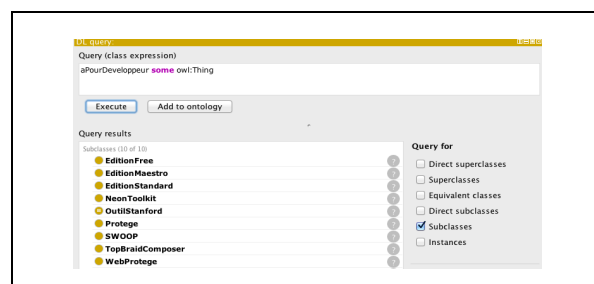 DL query:
Query (class expression)
aPourDeveloppeur some owl:Thing
Execute
Add to ontology
Query results
Subclasses (10 of 10)
EditionFree
EditionMaestro
EditionStandard
NeonToolkit
OutilStanford
Protege
SWOOP
TopBraidComposer
WebProtege
Query for
Direct superclasses
Superclasses
Equivalent classes
Direct subclasses
Subclasses
Instances